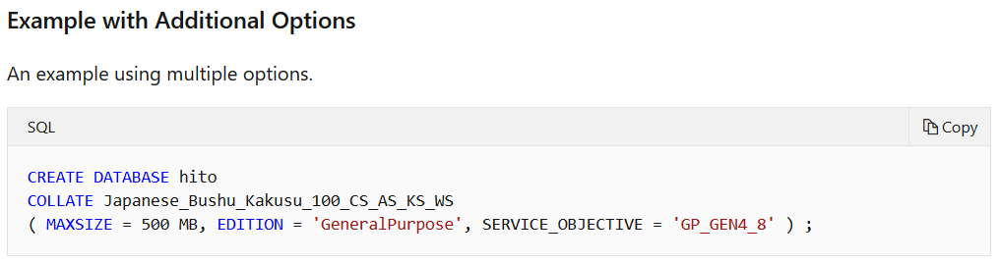 Example with Additional Options
An example using multiple options.
SQL
Copy
CREATE DATABASE hito
COLLATE Japanese_Bushu_Kakusu_100_CS_AS_KS_WS
( MAXSIZE = 500 MB, EDITION = 'GeneralPurpose', SERVICE_OBJECTIVE = 'GP_GEN4_8' ) ;